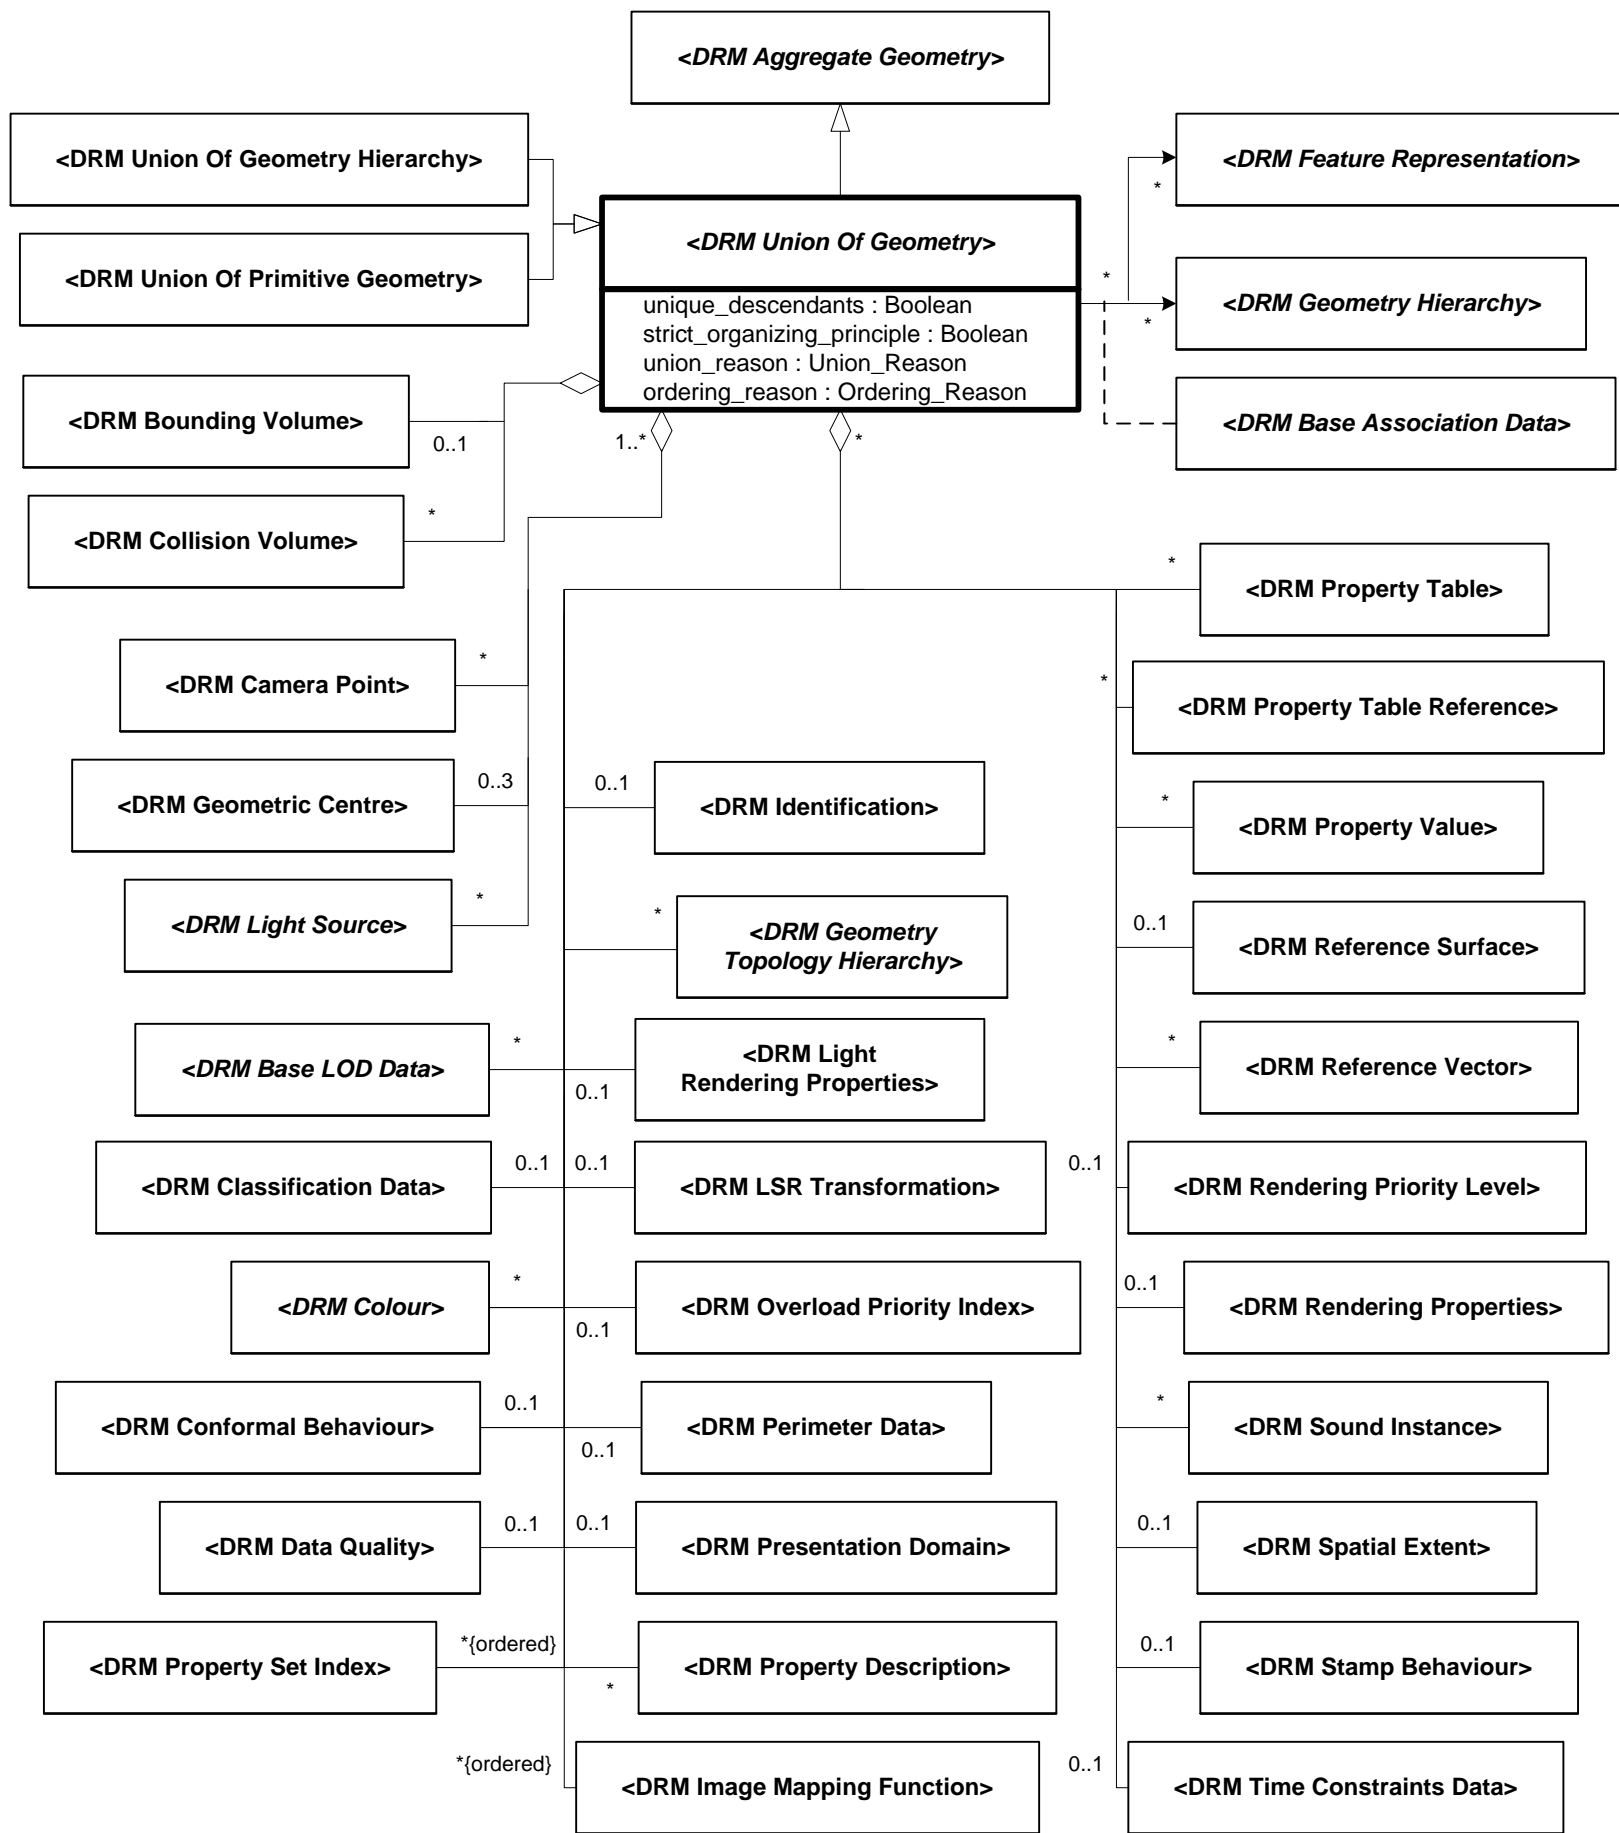 <DRM Aggregate Geometry>
<DRM Union Of Geometry Hierarchy>
<DRM Feature Representation>
*
<DRM Union Of Geometry>
<DRM Union Of Primitive Geometry>
*
<DRM Geometry Hierarchy>
*
unique_descendants : Boolean
strict_organizing_principle : Boolean
union_reason : Union_Reason
ordering_reason : Ordering_Reason
<DRM Bounding Volume>
0..1
1..*
*
<DRM Base Association Data>
*
<DRM Collision Volume>
*
<DRM Property Table>
*
<DRM Camera Point>
*
<DRM Property Table Reference>
0..3
<DRM Geometric Centre>
0..1
<DRM Identification>
*
<DRM Property Value>
*
<DRM Light Source>
*
<DRM Geometry
Topology Hierarchy>
0..1
<DRM Reference Surface>
*
<DRM Base LOD Data>
0..1
<DRM Light
Rendering Properties>
*
<DRM Reference Vector>
0..1
<DRM Classification Data>
0..1
<DRM LSR Transformation>
0..1
<DRM Rendering Priority Level>
*
<DRM Colour>
0..1
<DRM Overload Priority Index>
0..1
<DRM Rendering Properties>
0..1
<DRM Conformal Behaviour>
0..1
<DRM Perimeter Data>
*
<DRM Sound Instance>
0..1
<DRM Data Quality>
0..1
<DRM Presentation Domain>
0..1
<DRM Spatial Extent>
*{ordered}
<DRM Property Set Index>
*
<DRM Property Description>
0..1
<DRM Stamp Behaviour>
*{ordered}
<DRM Image Mapping Function>
0..1
<DRM Time Constraints Data>